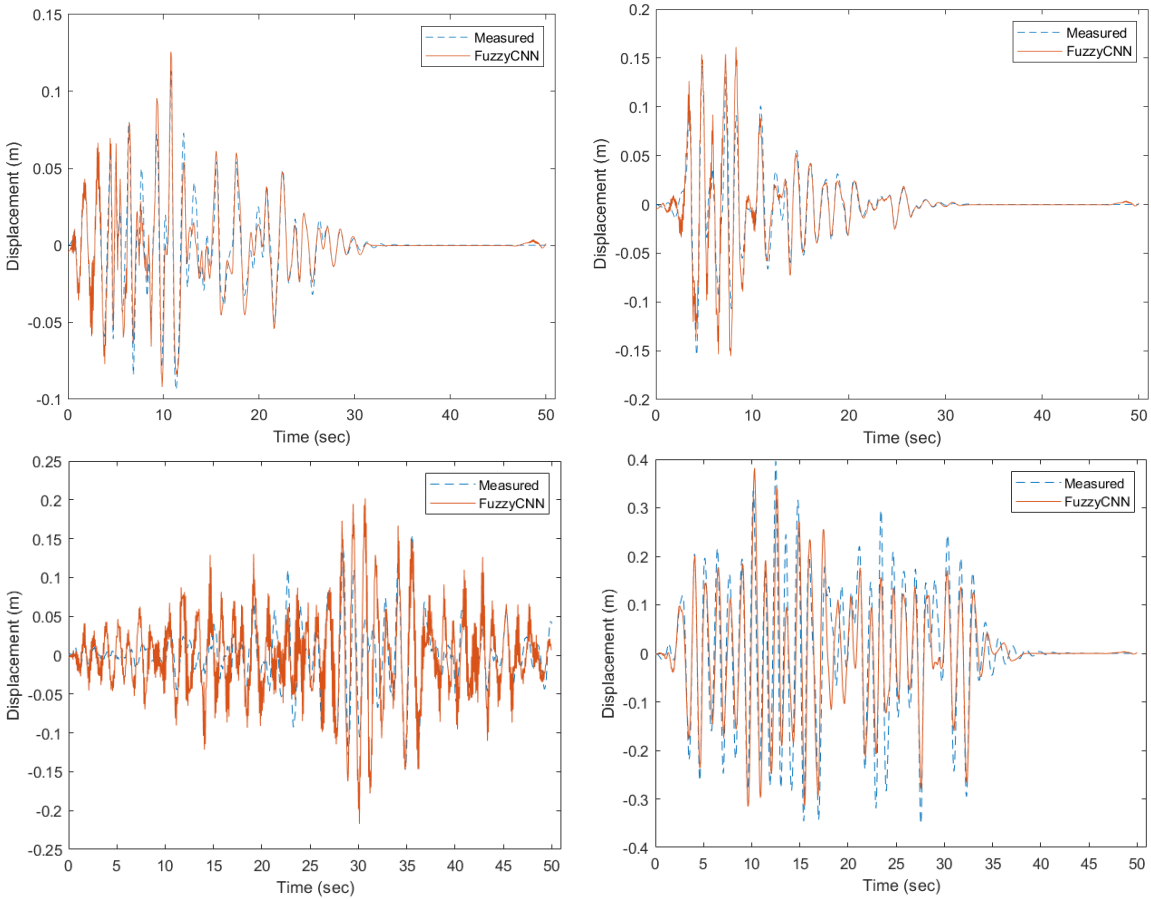 0.15
0.1
0.05
0
-0.05
-0.1
Displacement (m)
0 10 20 30 40 50
Time (sec)
Measured
FuzzyCNN
0.2
0.15
0.1
0.05
0
-0.05
-0.1
-0.15
-0.2
Displacement (m)
0 10 20 30 40 50
Time (sec)
Measured
FuzzyCNN
0.25
0.2
0.15
0.1
0.05
0
-0.05
-0.1
-0.15
-0.2
-0.25
Displacement (m)
0 5 10 15 20 25 30 35 40 45 50
Time (sec)
Measured
FuzzyCNN
0.4
0.3
0.2
0.1
0
-0.1
-0.2
-0.3
-0.4
Displacement (m)
0 5 10 15 20 25 30 35 40 45 50
Time (sec)
Measured
FuzzyCNN